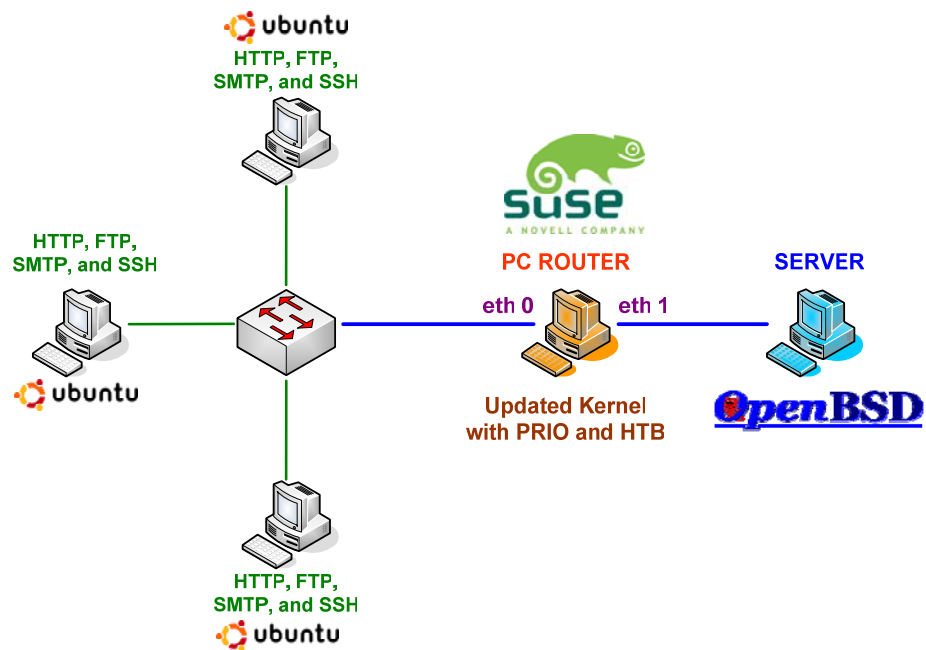 ubuntu
HTTP, FTP,
SMTP, and SSH
SUSE
A NOVELL COMPANY
HTTP, FTP,
SMTP, and SSH
ubuntu
PC ROUTER
SERVER
eth 0
eth 1
Updated Kernel
with PRIO and HTB
OpenBSD
HTTP, FTP,
SMTP, and SSH
ubuntu